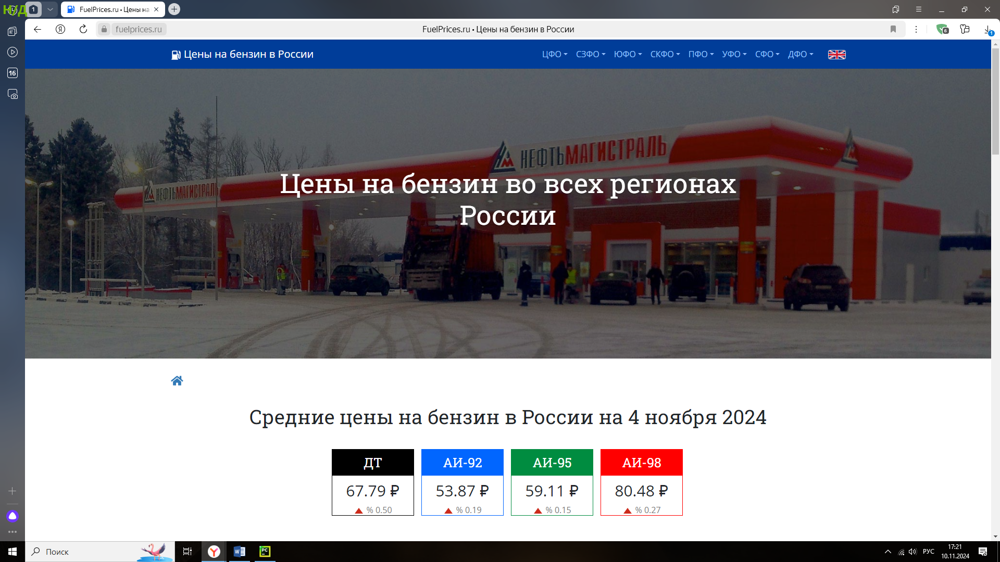 Н/Д
1
FuelPrices.ru • Цены на
fuelprices.ru
FuelPrices.ru • Цены на бензин в России
6
1
16
Цены на бензин в России
ЦФО
СЗФО
ЮФО
СКФО
ПФО
УФО
СФО
ДФО
НЕФТЬМАГИСТРАЛЬ
НЕФТЬМАГИСТРАЛЬ
Цены на бензин во всех регионах
России
Средние цены на бензин в России на 4 ноября 2024
ДТ
67.79 ₽
% 0.50
АИ-92
53.87 ₽
% 0.19
АИ-95
59.11 ₽
% 0.15
АИ-98
80.48 ₽
% 0.27
Поиск
РУС
17:21
10.11.2024